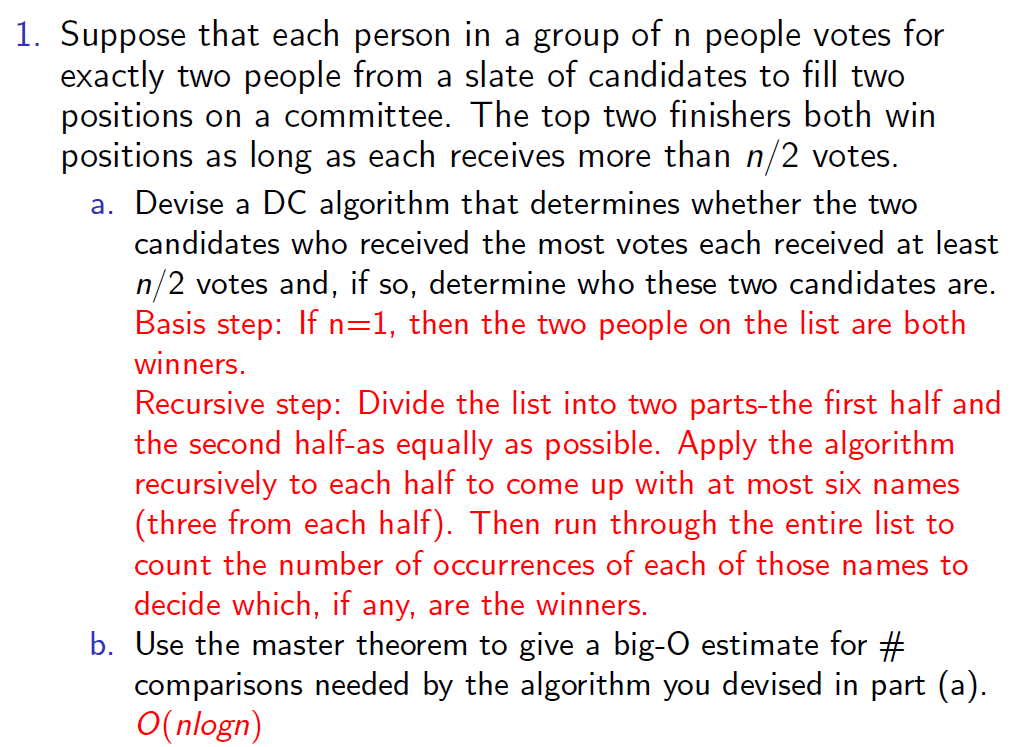 1. Suppose that each person in a group of n people votes for
exactly two people from a slate of candidates to fill two
positions on a committee. The top two finishers both win
positions as long as each receives more than n/2 votes.
a. Devise a DC algorithm that determines whether the two
candidates who received the most votes each received at least
n/2 votes and, if so, determine who these two candidates are.
Basis step: If n=1, then the two people on the list are both
winners.
Recursive step: Divide the list into two parts-the first half and
the second half-as equally as possible. Apply the algorithm
recursively to each half to come up with at most six names
(three from each half). Then run through the entire list to
count the number of occurrences of each of those names to
decide which, if any, are the winners.
b. Use the master theorem to give a big-O estimate for #
comparisons needed by the algorithm you devised in part (a).
O(nlogn)